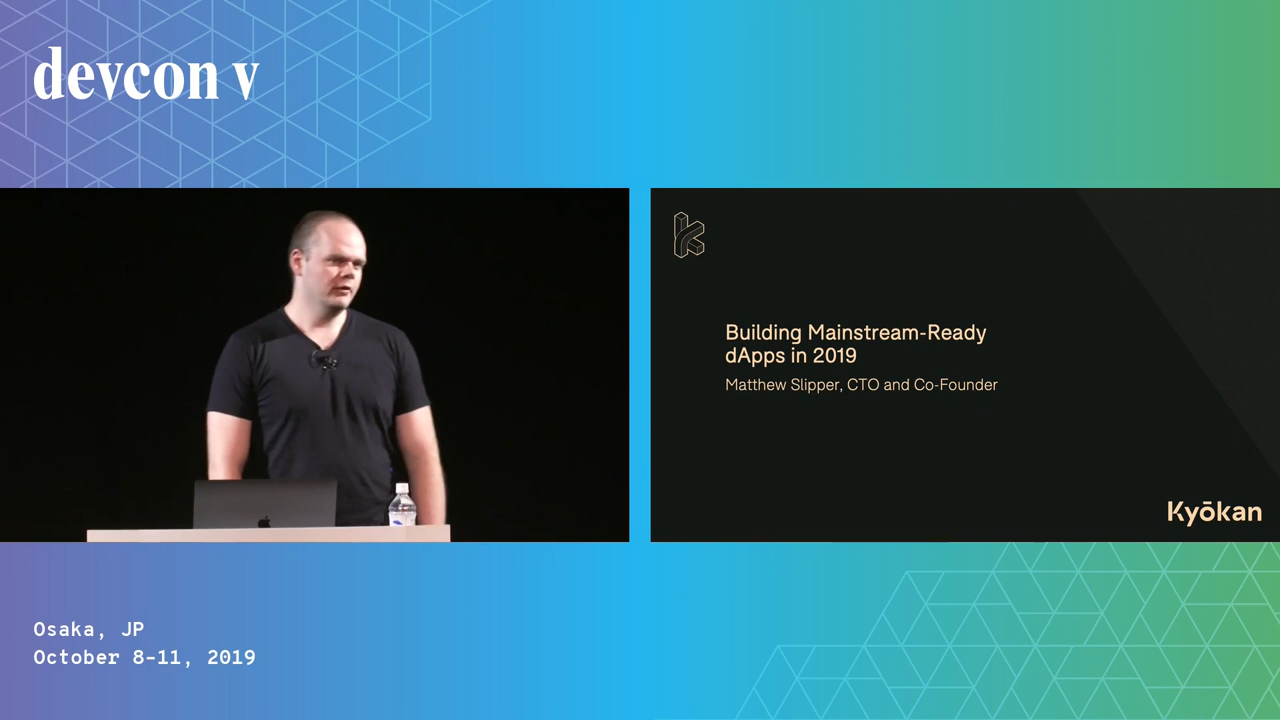 devcon v
Building Mainstream-Ready
dApps in 2019
Matthew Slipper, CTO and Co-Founder
Kyōkan
Osaka, JP
October 8-11, 2019